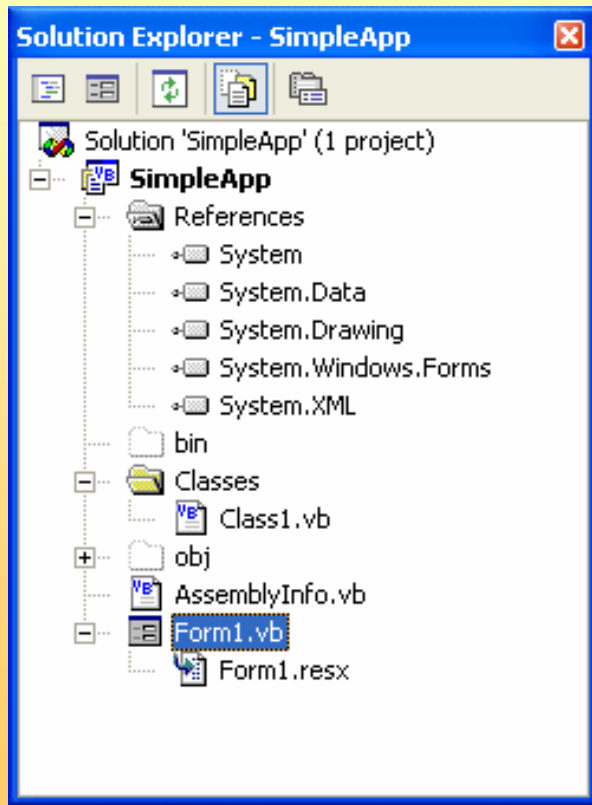 Solution Explorer - SimpleApp
Solution 'SimpleApp' (1 project)
SimpleApp
References
System
System.Data
System.Drawing
System.Windows.Forms
System.XML
bin
Classes
Class1.vb
obj
AssemblyInfo.vb
Form1.vb
Form1.resx